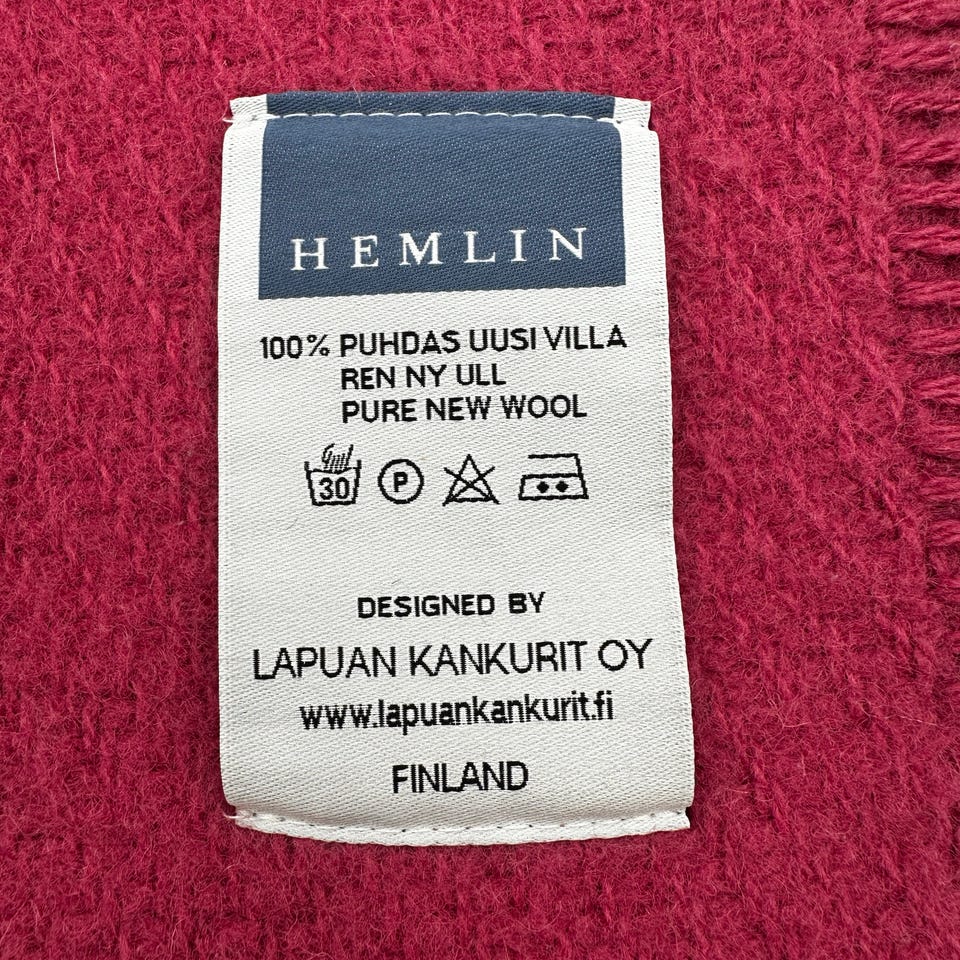 HEMLIN
100% PUHDAS UUSI VILLA
REN NY ULL
PURE NEW WOOL
30 P
DESIGNED BY
LAPUAN KANKURIT OY
www.lapuankankurit.fi
FINLAND